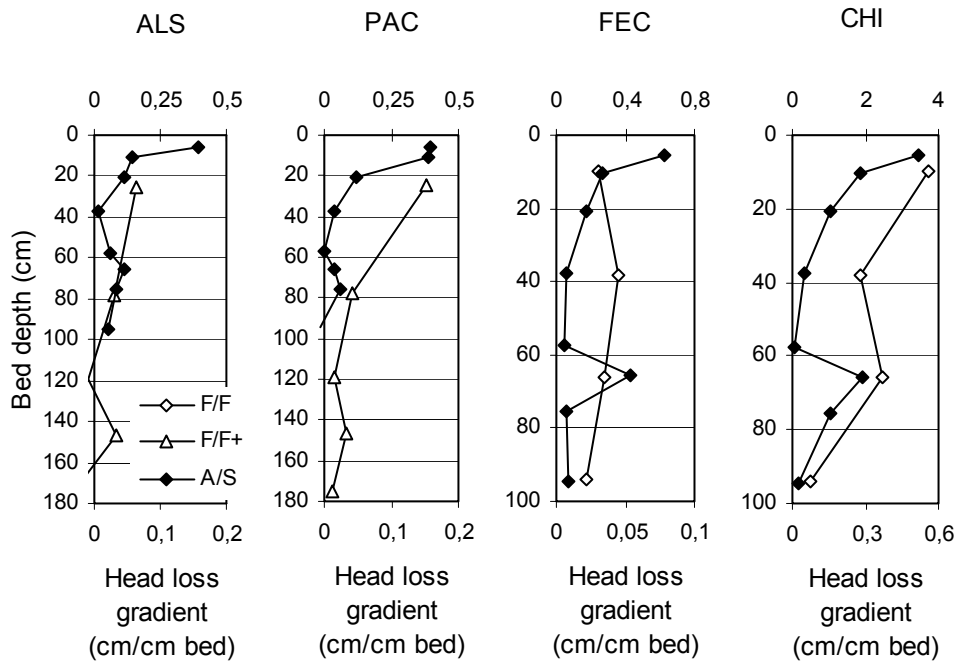 ALS PAC FEC CHI
0 0,25 0,5 0 0,25 0,5 0 0,4 0,8 0 2 4
0 0 0 0
20 20
40 40 20 20
60 60
80 80 40 40
100 100
120 120 60 60
140 140 80 80
160 160
180 180 100 100
Bed depth (cm)
F/F
F/F+
A/S
0 0,1 0,2 0 0,1 0,2 0 0,05 0,1 0 0,3 0,6
Head loss Head loss Head loss Head loss
gradient gradient gradient gradient
(cm/cm bed) (cm/cm bed) (cm/cm bed) (cm/cm bed)